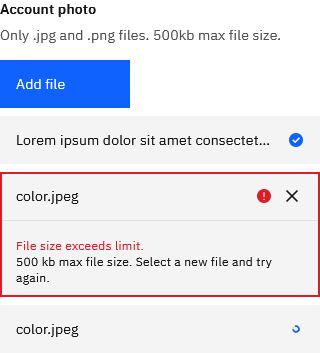 Account photo
Only .jpg and .png files. 500kb max file size.
Add file
Lorem ipsum dolor sit amet consectet...
color.jpeg
File size exceeds limit.
500 kb max file size. Select a new file and try
again.
color.jpeg